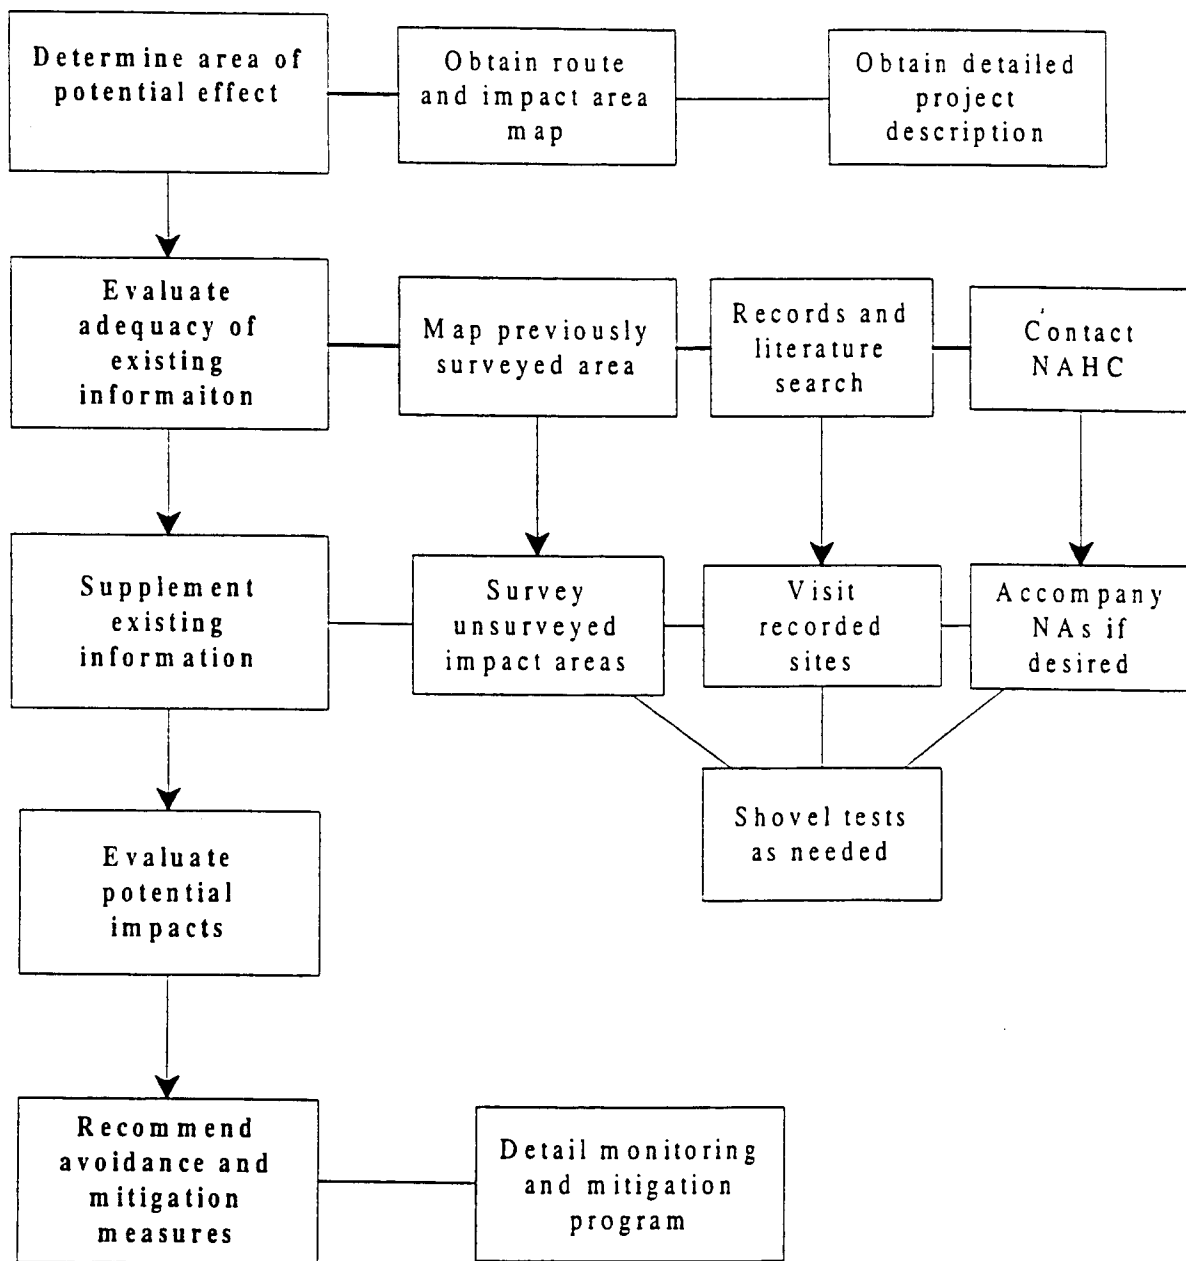 Determine area of
potential effect
Obtain route
and impact area
map
Obtain detailed
project
description
Evaluate
adequacy of
existing
informaiton
Map previously
surveyed area
Records and
literature
search
Contact
NAHC
Supplement
existing
information
Survey
unsurveyed
impact areas
Visit
recorded
sites
Accompany
NAs if
desired
Shovel tests
as needed
Evaluate
potential
impacts
Recommend
avoidance and
mitigation
measures
Detail monitoring
and mitigation
program